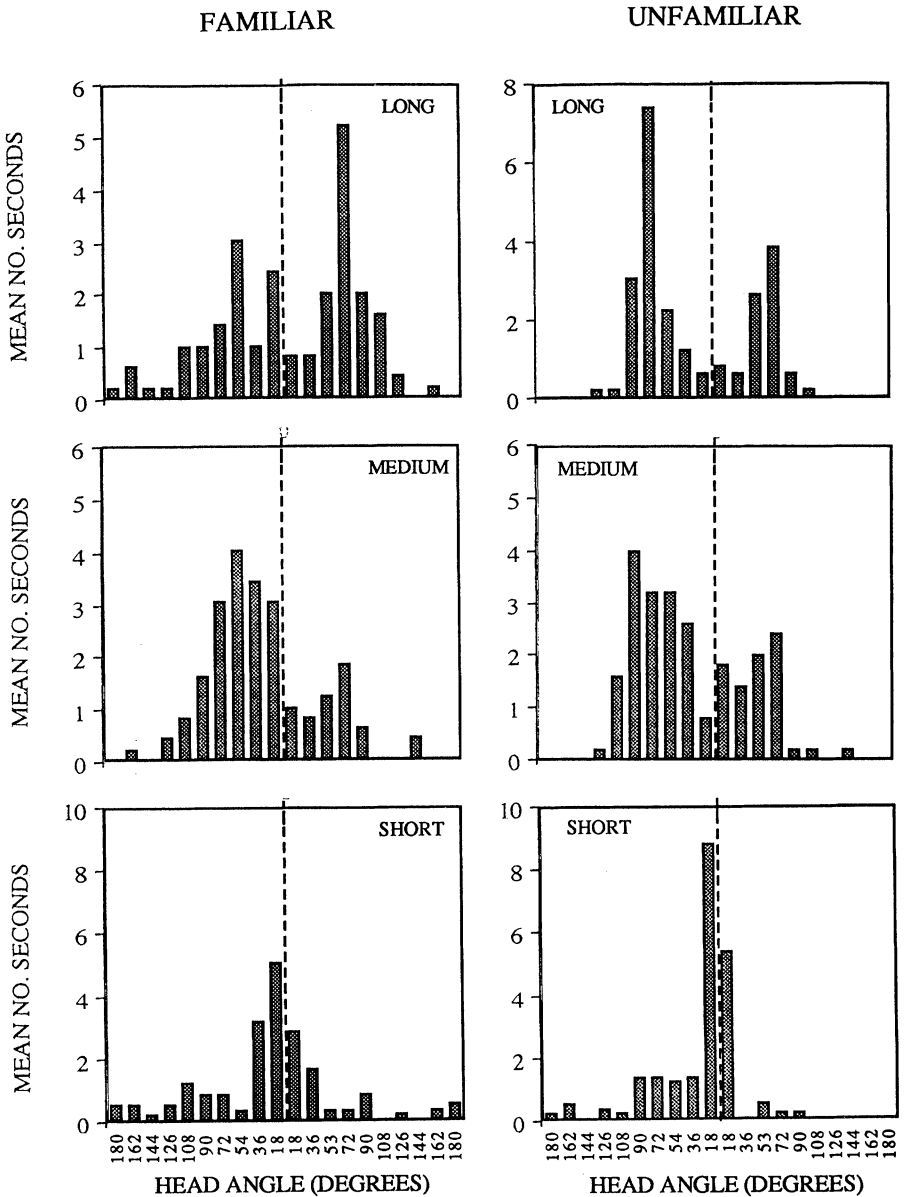 FAMILIAR
UNFAMILIAR
MEAN NO. SECONDS
6
5
4
3
2
1
0
LONG
8
6
4
2
0
LONG
MEAN NO. SECONDS
6
5
4
3
2
1
0
MEDIUM
6
5
4
3
2
1
0
MEDIUM
MEAN NO. SECONDS
10
8
6
4
2
0
SHORT
10
8
6
4
2
0
SHORT
180 162 144 126 108 90 72 54 36 18 18 36 53 72 90 108 126 144 162 180
180 162 144 126 108 90 72 54 36 18 18 36 53 72 90 108 126 144 162 180
HEAD ANGLE (DEGREES)
HEAD ANGLE (DEGREES)